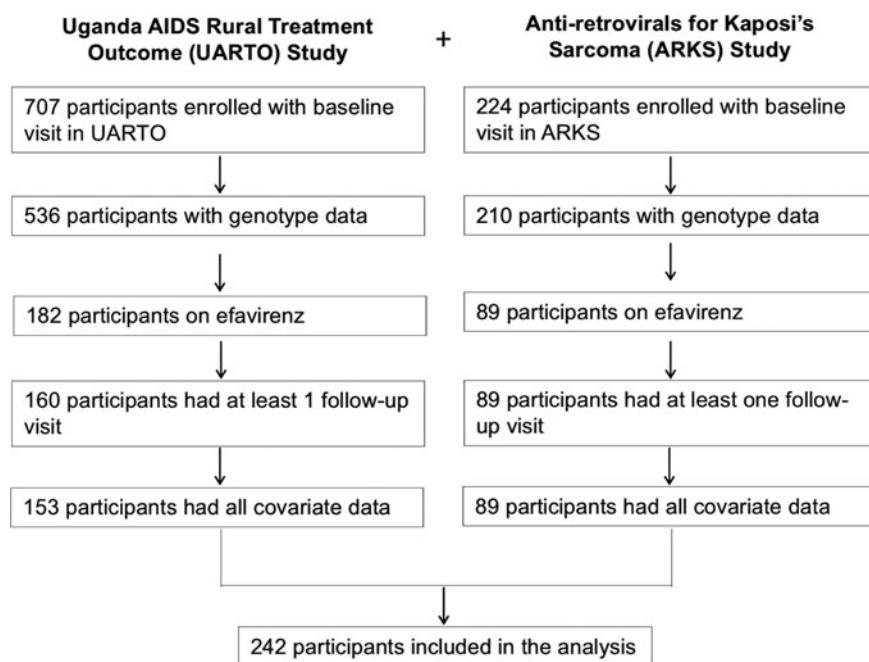 Uganda AIDS Rural Treatment
Outcome (UARTO) Study
+
Anti-retrovirals for Kaposi's
Sarcoma (ARKS) Study
707 participants enrolled with baseline
visit in UARTO
224 participants enrolled with baseline
visit in ARKS
536 participants with genotype data
210 participants with genotype data
182 participants on efavirenz
89 participants on efavirenz
160 participants had at least 1 follow-up
visit
89 participants had at least one follow-
up visit
153 participants had all covariate data
89 participants had all covariate data
242 participants included in the analysis